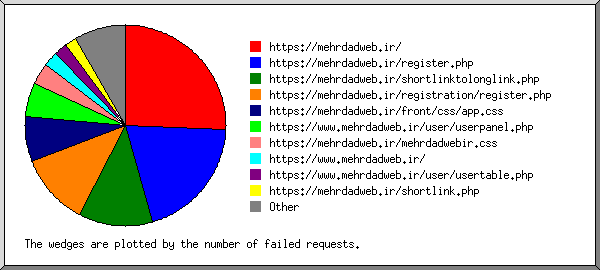 https://mehrdadweb.ir/
https://mehrdadweb.ir/register.php
https://mehrdadweb.ir/shortlinktolonglink.php
https://mehrdadweb.ir/registration/register.php
https://mehrdadweb.ir/front/css/app.css
https://www.mehrdadweb.ir/user/userpanel.php
https://mehrdadweb.ir/mehrdadwebir.css
https://www.mehrdadweb.ir/
https://www.mehrdadweb.ir/user/usertable.php
https://mehrdadweb.ir/shortlink.php
Other
The wedges are plotted by the number of failed requests.